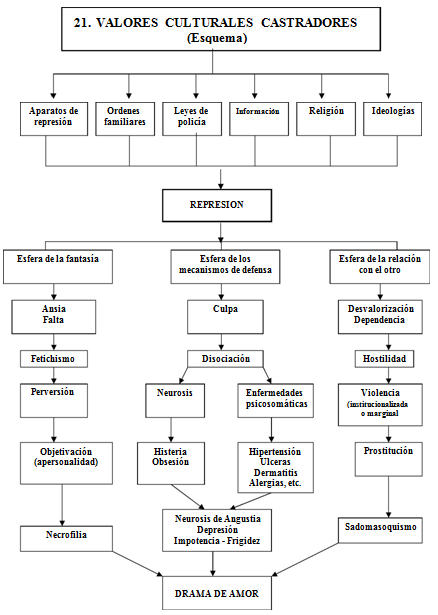 21. VALORES CULTURALES CASTRADORES
(Esquema)
Aparatos de
represión
Ordenes
familiares
Leyes de
policía
Información
Religión
Ideologías
REPRESION
Esfera de la fantasía
Esfera de los
mecanismos de defensa
Esfera de la relación
con el otro
Ansia
Falta
Culpa
Desvalorización
Dependencia
Fetichismo
Disociación
Hostilidad
Perversión
Neurosis
Enfermedades
psicosomáticas
Violencia
(institucionalizada
o marginal
Objetivación
(apersonalidad)
Histeria
Obsesión
Hipertensión
Ulceras
Dermatitis
Alergias, etc.
Prostitución
Necrofilia
Neurosis de Angustia
Depresión
Impotencia - Frigidez
Sadomasoquismo
DRAMA DE AMOR